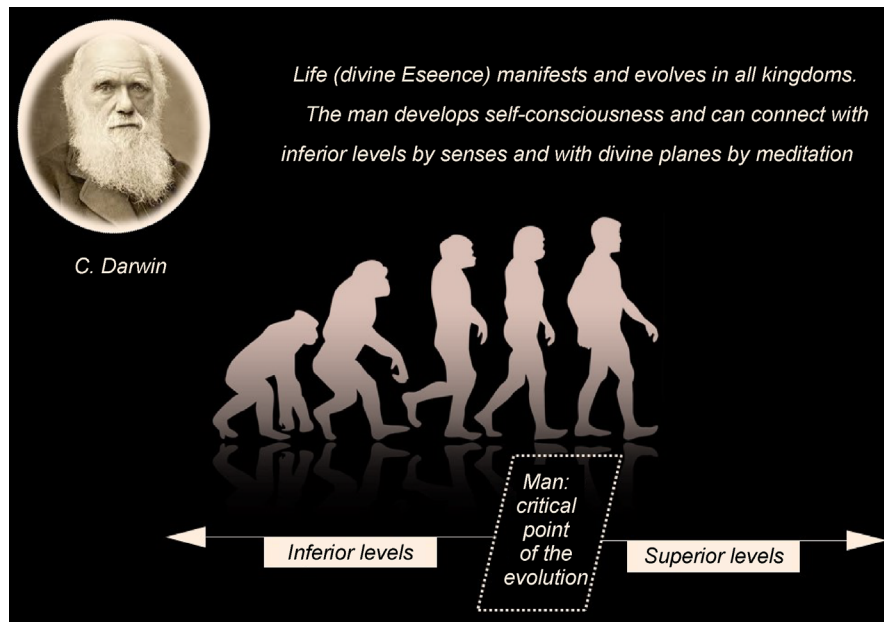 Life (divine Eseence) manifests and evolves in all kingdoms.
The man develops self-consciousness and can connect with
inferior levels by senses and with divine planes by meditation
C. Darwin
Man:
critical
point
of the
evolution
Inferior levels
Superior levels